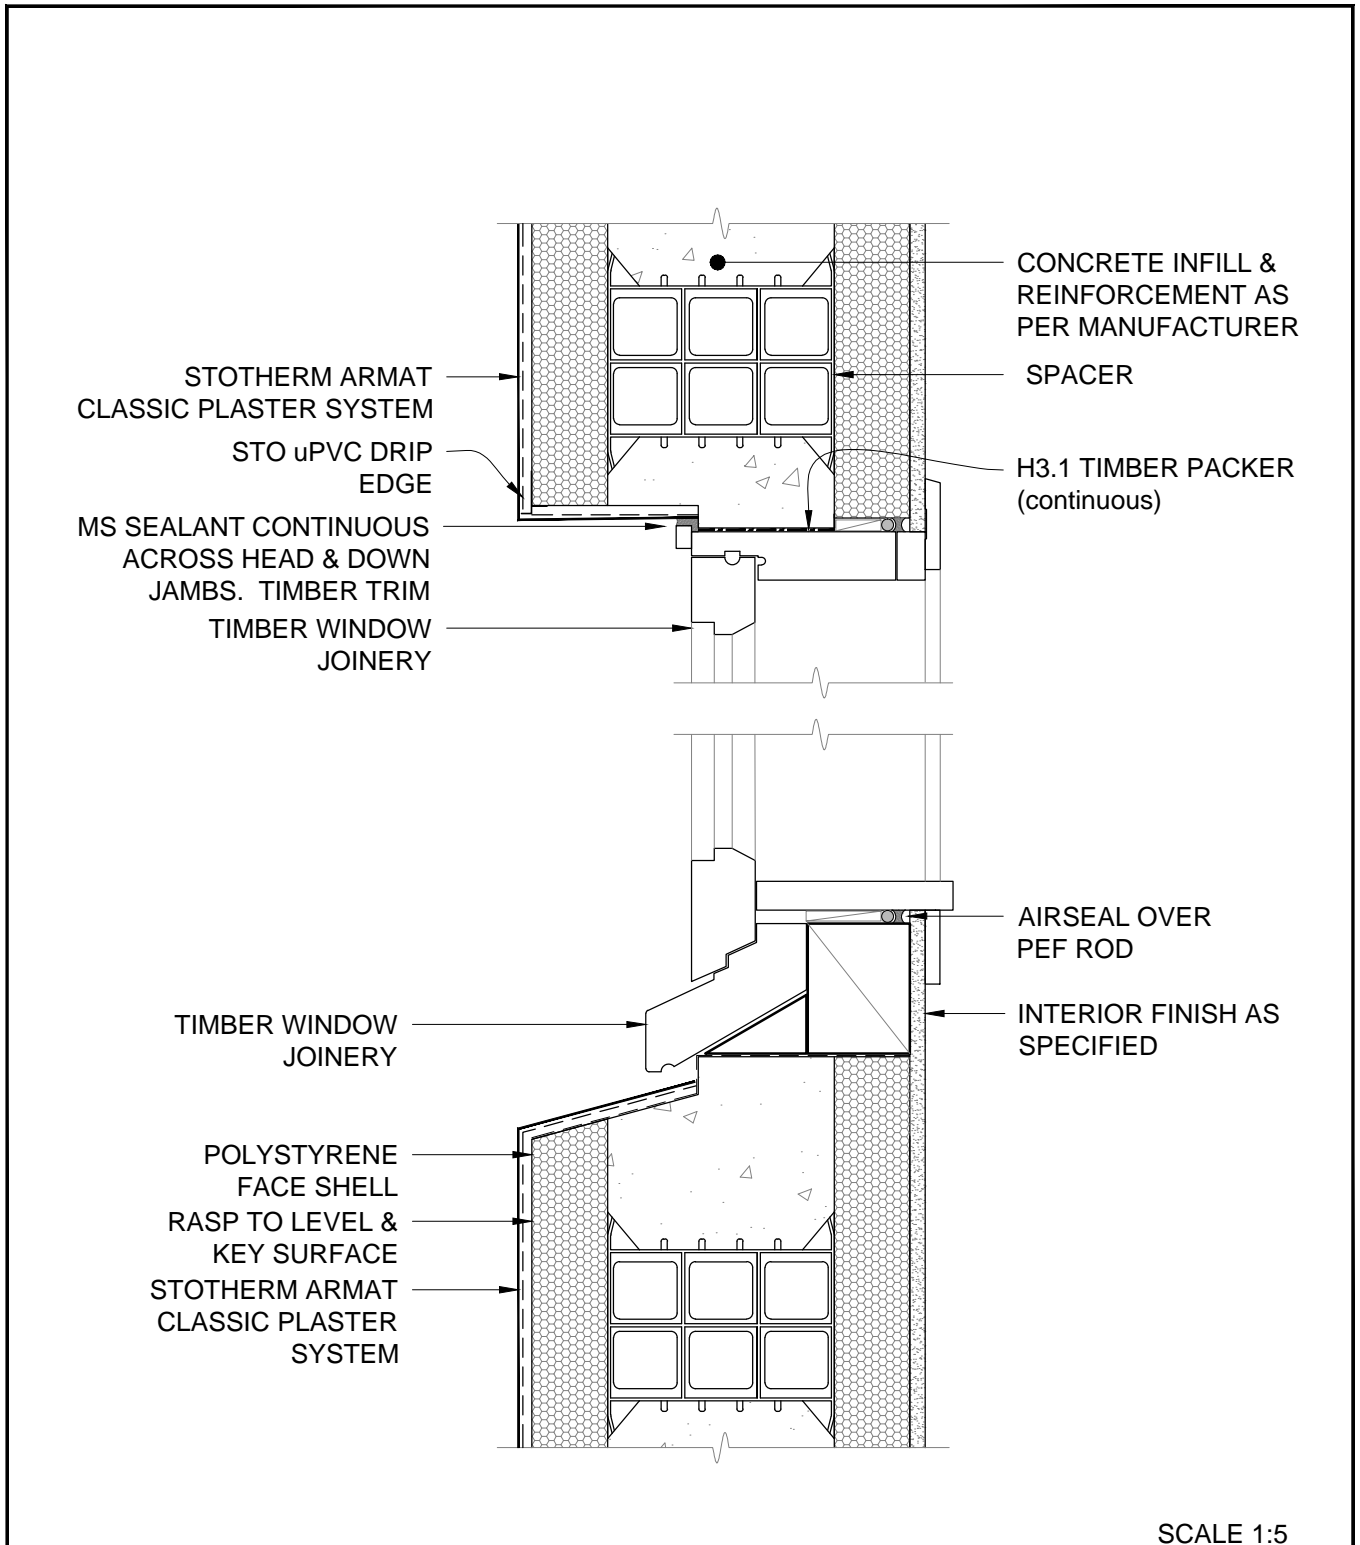 CONCRETE INFILL &
REINFORCEMENT AS
PER MANUFACTURER
SPACER
STOTHERM ARMAT
CLASSIC PLASTER SYSTEM
STO uPVC DRIP
EDGE
H3.1 TIMBER PACKER
(continuous)
MS SEALANT CONTINUOUS
ACROSS HEAD & DOWN
JAMBS. TIMBER TRIM
TIMBER WINDOW
JOINERY
AIRSEAL OVER
PEF ROD
TIMBER WINDOW
JOINERY
INTERIOR FINISH AS
SPECIFIED
POLYSTYRENE
FACE SHELL
RASP TO LEVEL &
KEY SURFACE
STOTHERM ARMAT
CLASSIC PLASTER
SYSTEM
SCALE 1:5